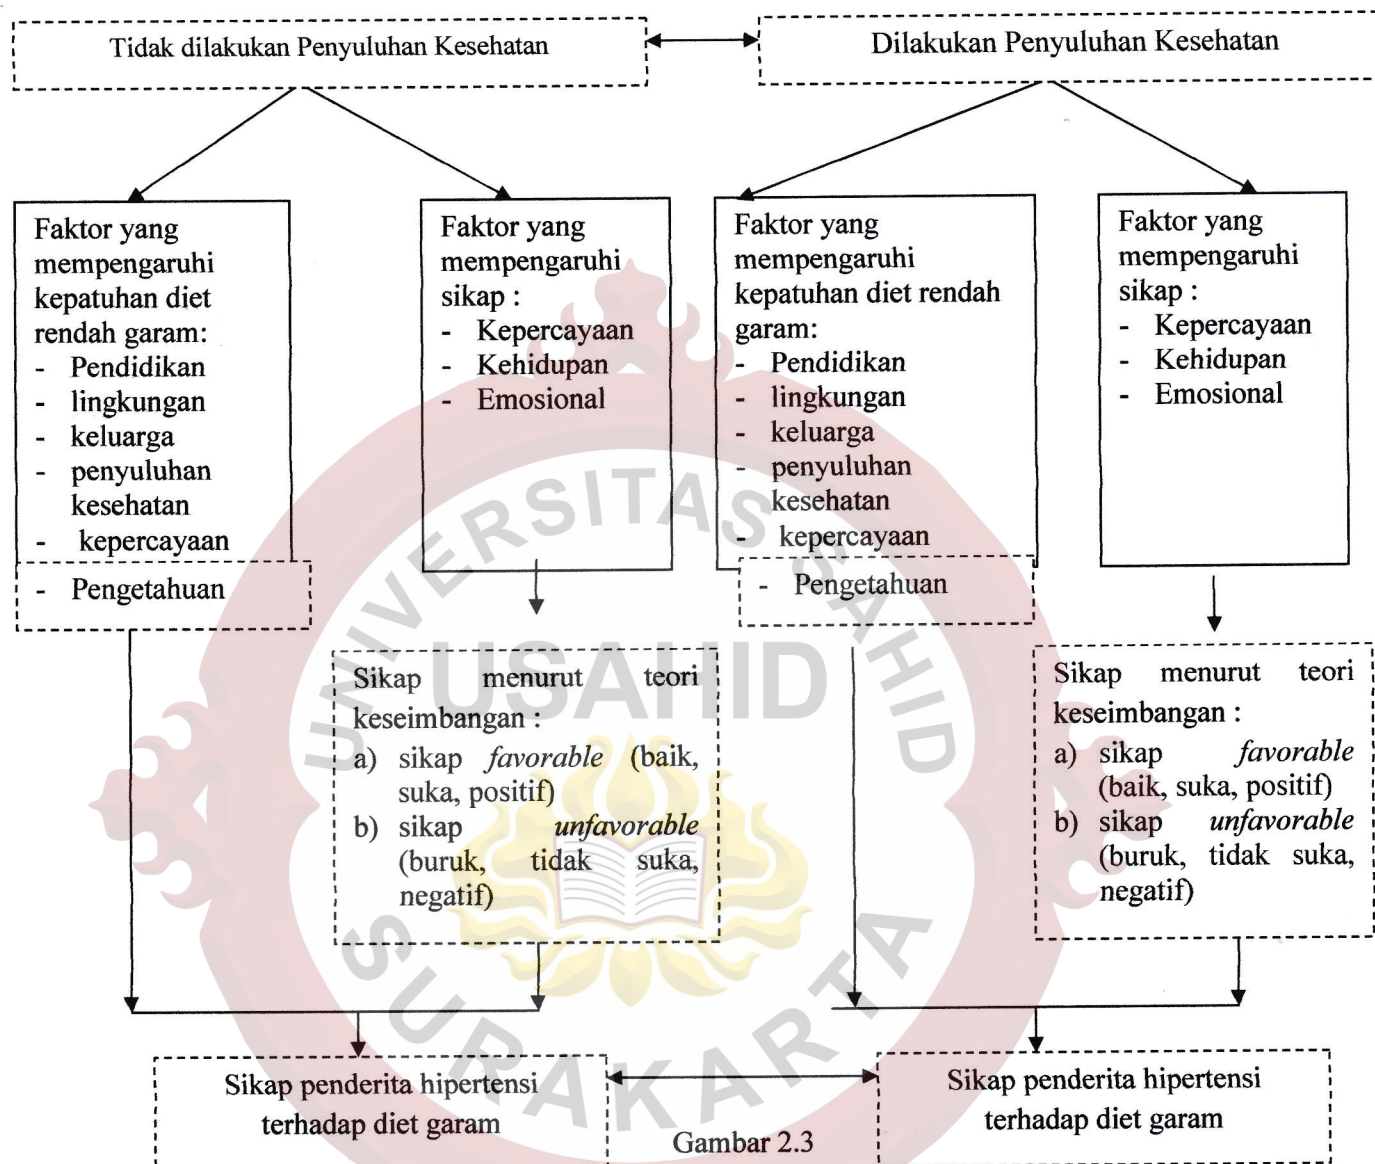 Tidak dilakukan Penyuluhan Kesehatan
Dilakukan Penyuluhan Kesehatan
Faktor yang
mempengaruhi
kepatuhan diet
rendah garam:
- Pendidikan
- lingkungan
- keluarga
- penyuluhan
kesehatan
- kepercayaan
- Pengetahuan
Faktor yang
mempengaruhi
sikap :
- Kepercayaan
- Kehidupan
- Emosional
Faktor yang
mempengaruhi
kepatuhan diet rendah
garam:
- Pendidikan
- lingkungan
- keluarga
- penyuluhan
kesehatan
- kepercayaan
- Pengetahuan
Faktor yang
mempengaruhi
sikap :
- Kepercayaan
- Kehidupan
- Emosional
Sikap menurut teori
keseimbangan :
a) sikap favorable (baik,
suka, positif)
b) sikap unfavorable
(buruk, tidak suka,
negatif)
Sikap menurut teori
keseimbangan :
a) sikap favorable
(baik, suka, positif)
b) sikap unfavorable
(buruk, tidak suka,
negatif)
Sikap penderita hipertensi
terhadap diet garam
Sikap penderita hipertensi
terhadap diet garam
Gambar 2.3
UNIVERSITAS SAHID
USAHID
SURAKARTA